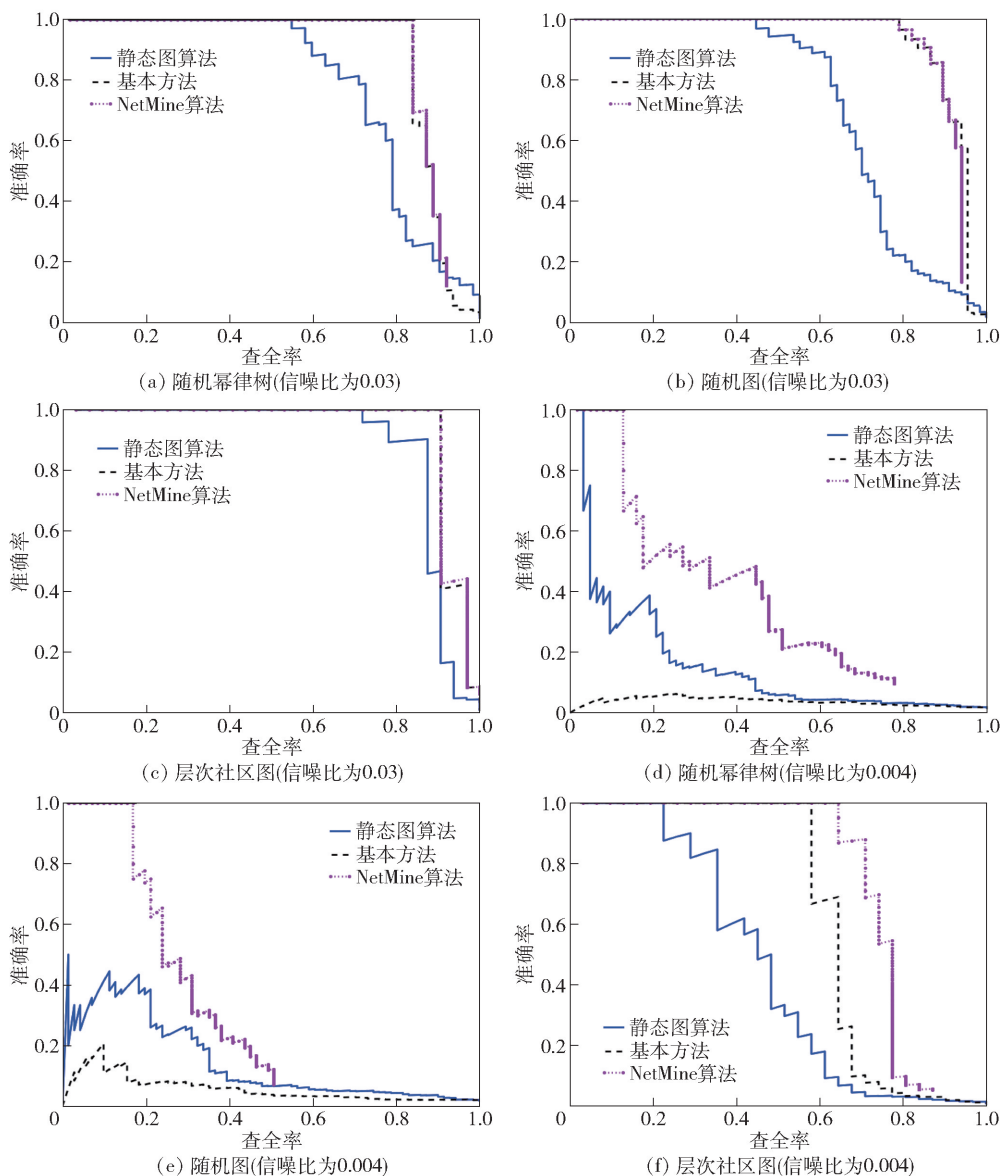 1.0
0.8
0.6
0.4
0.2
0
0
0.2
0.4
0.6
0.8
1.0
准确率
查全率
静态图算法
基本方法
NetMine算法
(a) 随机幂律树(信噪比为0.03)
1.0
0.8
0.6
0.4
0.2
0
0
0.2
0.4
0.6
0.8
1.0
准确率
查全率
静态图算法
基本方法
NetMine算法
(b) 随机图(信噪比为0.03)
1.0
0.8
0.6
0.4
0.2
0
0
0.2
0.4
0.6
0.8
1.0
准确率
查全率
静态图算法
基本方法
NetMine算法
(c) 层次社区图(信噪比为0.03)
1.0
0.8
0.6
0.4
0.2
0
0
0.2
0.4
0.6
0.8
1.0
准确率
查全率
静态图算法
基本方法
NetMine算法
(d) 随机幂律树(信噪比为0.004)
1.0
0.8
0.6
0.4
0.2
0
0.2
0.4
0.6
0.8
1.0
准确率
查全率
静态图算法
基本方法
NetMine算法
(e) 随机图(信噪比为0.004)
1.0
0.8
0.6
0.4
0.2
0
0.2
0.4
0.6
0.8
1.0
准确率
查全率
静态图算法
基本方法
NetMine算法
(f) 层次社区图(信噪比为0.004)